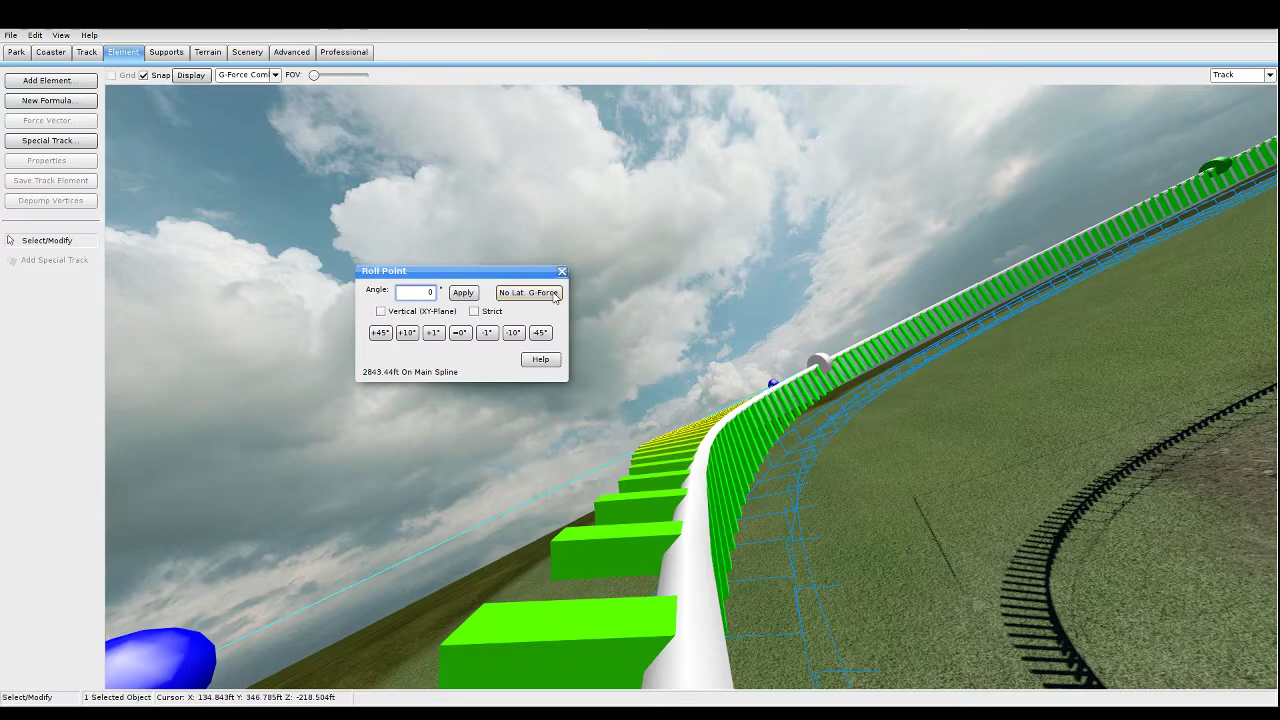 File Edit View Help
Park Coaster Track Element Supports Terrain Scenery Advanced Professional
Grid Snap Display G-Force Coml FOV: Track
Add Element...
New Formula...
Force Vector...
Special Track...
Properties...
Save Track Element
Depump Vertices
Select/Modify
Add Special Track
Roll Point
Angle: 0 ° Apply No Lat. G-Force
Vertical (XY-Plane) Strict
+45° +10° +1° =0° -1° -10° -45°
Help
2843.44ft On Main Spline
Select/Modify 1 Selected Object Cursor: X: 134.843ft Y: 346.785ft Z: -218.504ft